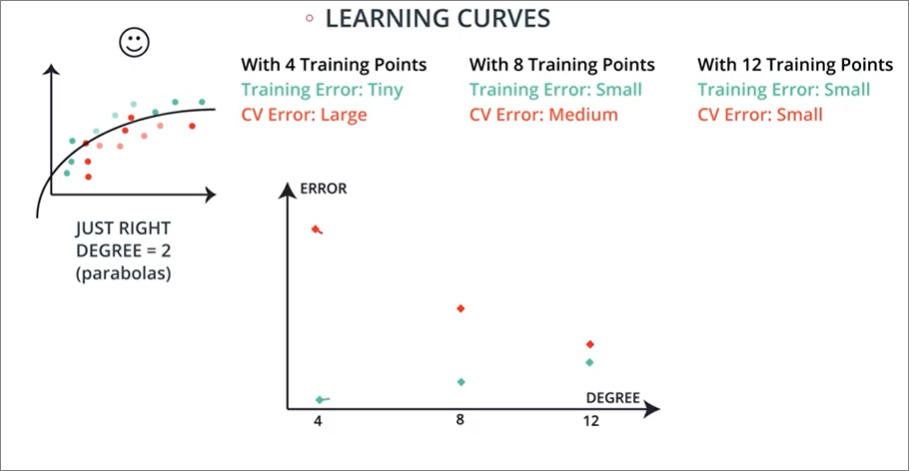 LEARNING CURVES
With 4 Training Points
Training Error: Tiny
CV Error: Large
With 8 Training Points
Training Error: Small
CV Error: Medium
With 12 Training Points
Training Error: Small
CV Error: Small
JUST RIGHT
DEGREE = 2
(parabolas)
ERROR
DEGREE
4
8
12